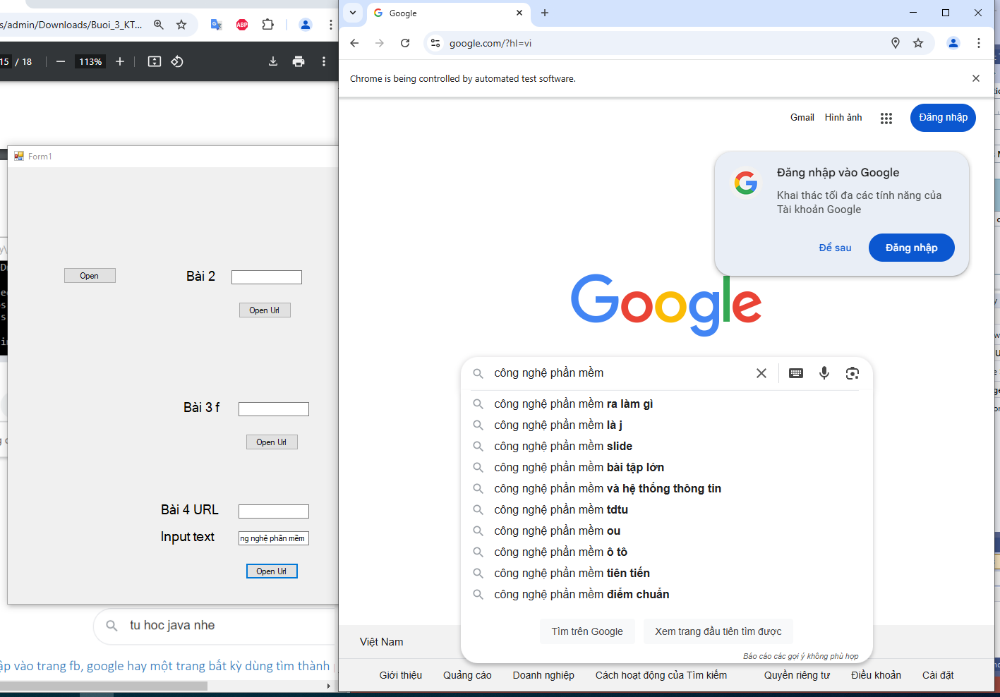 s/admin/Downloads/Buoi_3_KT...
15 / 18
113%
Form1
Open
Bài 2
Open Url
Bài 3 f
Open Url
Bài 4 URL
Input text
ng nghệ phần mềm
Open Url
tu hoc java nhe
ập vào trang fb, google hay một trang bất kỳ dùng tìm thành
Google
google.com/?hl=vi
Chrome is being controlled by automated test software.
Gmail
Hình ảnh
Đăng nhập
Đăng nhập vào Google
Khai thác tối đa các tính năng của
Tài khoản Google
Để sau
Đăng nhập
Google
công nghệ phần mềm
công nghệ phần mềm ra làm gì
công nghệ phần mềm là j
công nghệ phần mềm slide
công nghệ phần mềm bài tập lớn
công nghệ phần mềm và hệ thống thông tin
công nghệ phần mềm tdtu
công nghệ phần mềm ou
công nghệ phần mềm ô tô
công nghệ phần mềm tiên tiến
công nghệ phần mềm điểm chuẩn
Tìm trên Google
Xem trang đầu tiên tìm được
Báo cáo các gợi ý không phù hợp
Việt Nam
Giới thiệu
Quảng cáo
Doanh nghiệp
Cách hoạt động của Tìm kiếm
Quyền riêng tư
Điều khoản
Cài đặt